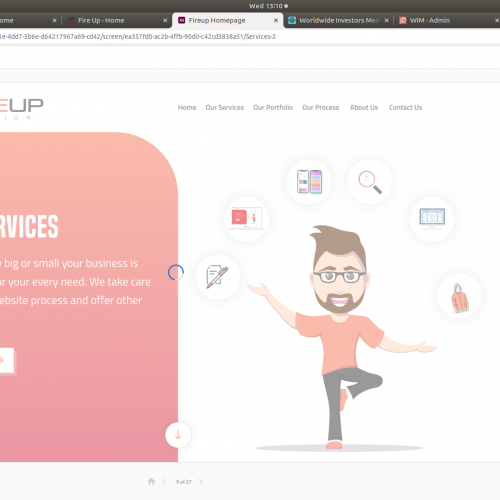 Wed 13:10
ome
Fire Up - Home
Fireup Homepage
Worldwide Investors Me
WIM - Admin
1e-4dd7-5b6e-d64217967a69-cd42/screen/ea357fd0-ac2b-4ffb-90d0-c42cd3838a51/Services-2
EUP
SIGN
Home Our Services Our Portfolio Our Process About Us Contact Us
RVICES
big or small your business is
or your every need. We take care
ebsite process and offer other
9 of 27